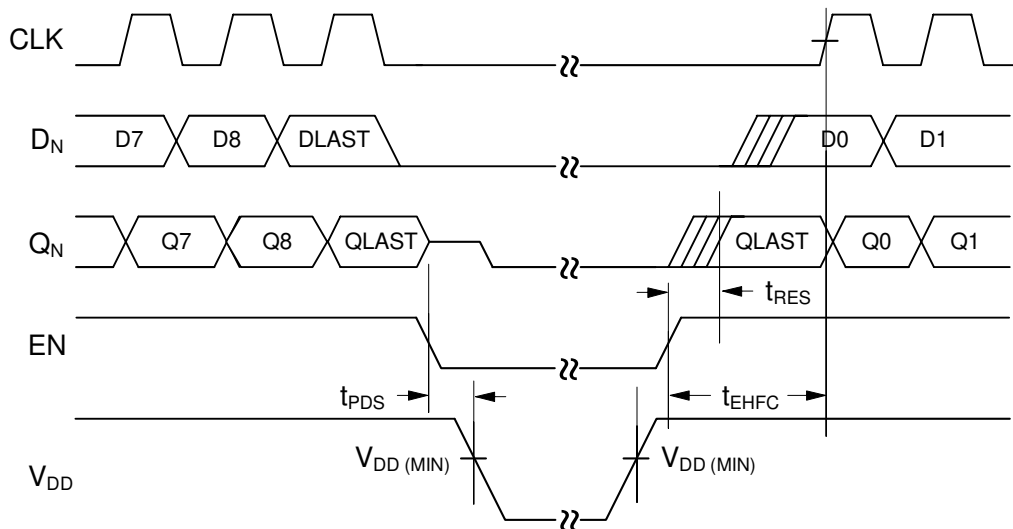 CLK
D_N D7 D8 DLAST D0 D1
Q_N Q7 Q8 QLAST QLAST Q0 Q1
t_RES
EN
t_PDS t_EHFC
V_DD (MIN) V_DD (MIN)
V_DD